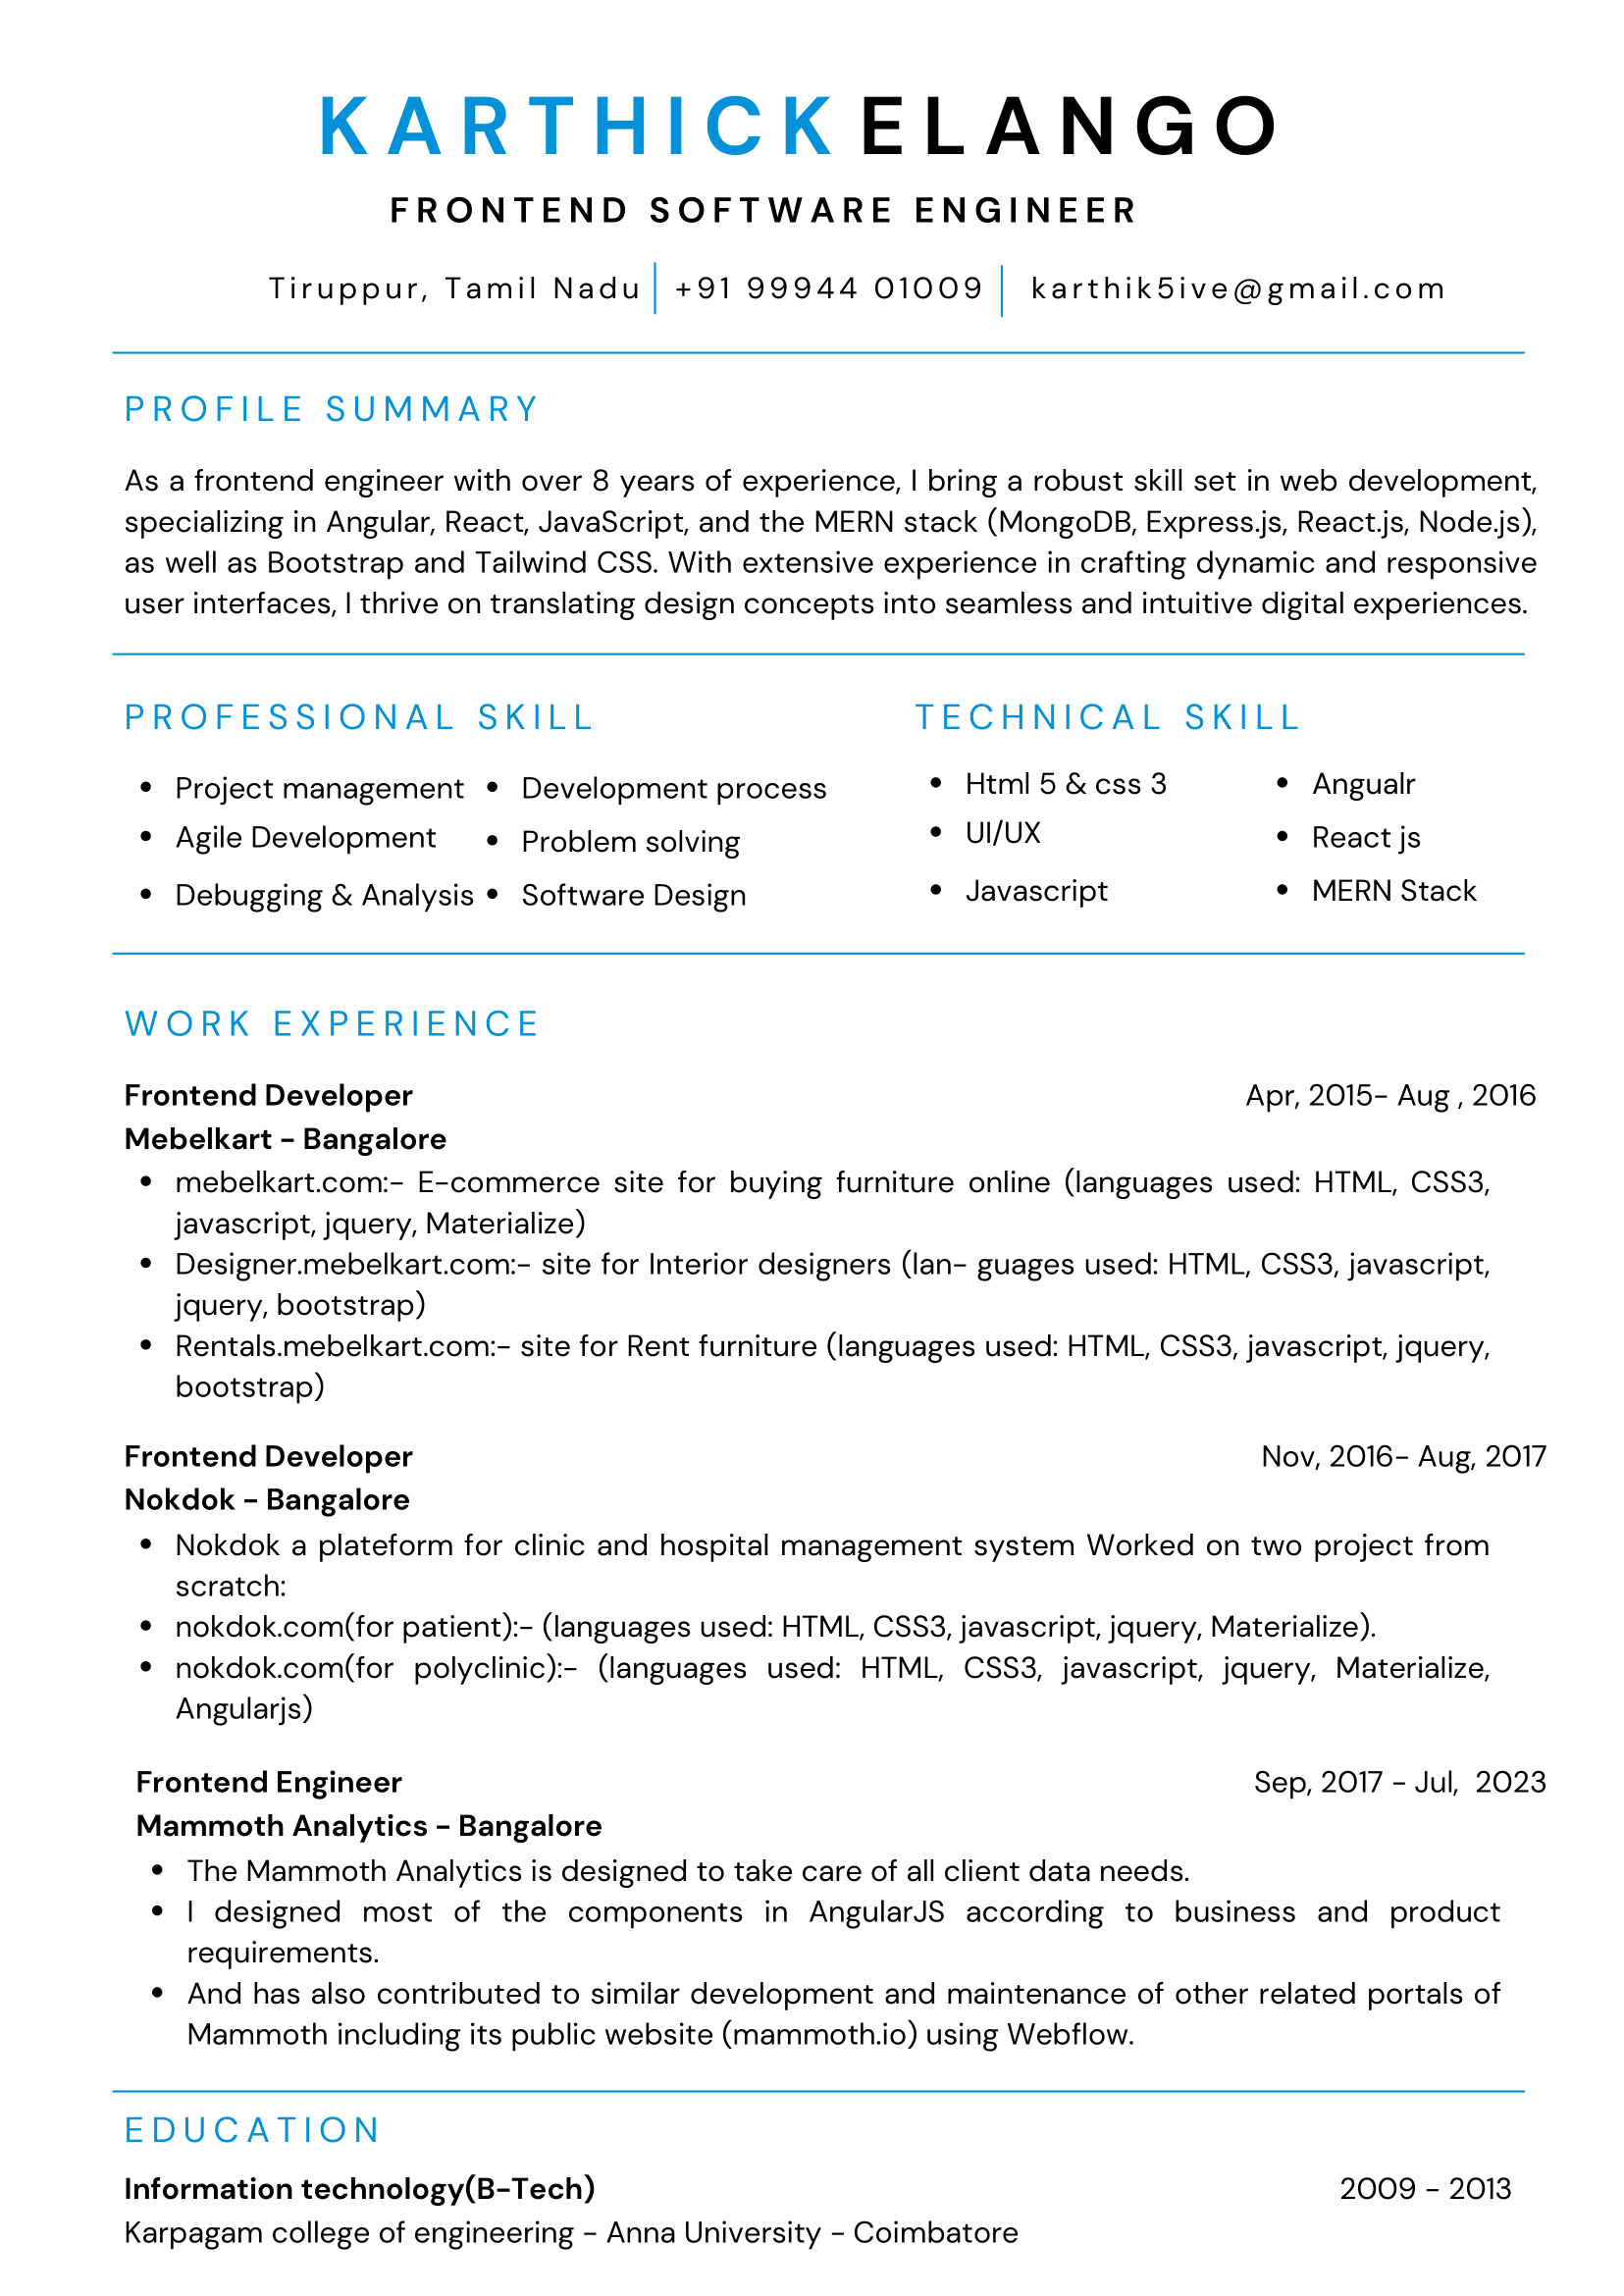 KARTHICK ELANGO
FRONTEND SOFTWARE ENGINEER
Tiruppur, Tamil Nadu +91 99944 01009 karthik5ive@gmail.com
PROFILE SUMMARY
As a frontend engineer with over 8 years of experience, I bring a robust skill set in web development,
specializing in Angular, React, JavaScript, and the MERN stack (MongoDB, Express.js, React.js, Node.js),
as well as Bootstrap and Tailwind CSS. With extensive experience in crafting dynamic and responsive
user interfaces, I thrive on translating design concepts into seamless and intuitive digital experiences.
PROFESSIONAL SKILL
• Project management
• Agile Development
• Debugging & Analysis
• Development process
• Problem solving
• Software Design
TECHNICAL SKILL
• Html 5 & css 3
• UI/UX
• Javascript
• Angualr
• React js
• MERN Stack
WORK EXPERIENCE
Frontend Developer Apr, 2015- Aug , 2016
Mebelkart - Bangalore
• mebelkart.com:- E-commerce site for buying furniture online (languages used: HTML, CSS3,
javascript, jquery, Materialize)
• Designer.mebelkart.com:- site for Interior designers (lan- guages used: HTML, CSS3, javascript,
jquery, bootstrap)
• Rentals.mebelkart.com:- site for Rent furniture (languages used: HTML, CSS3, javascript, jquery,
bootstrap)
Frontend Developer Nov, 2016- Aug, 2017
Nokdok - Bangalore
• Nokdok a plateform for clinic and hospital management system Worked on two project from
scratch:
• nokdok.com(for patient):- (languages used: HTML, CSS3, javascript, jquery, Materialize).
• nokdok.com(for polyclinic):- (languages used: HTML, CSS3, javascript, jquery, Materialize,
Angularjs)
Frontend Engineer Sep, 2017 - Jul, 2023
Mammoth Analytics - Bangalore
• The Mammoth Analytics is designed to take care of all client data needs.
• I designed most of the components in AngularJS according to business and product
requirements.
• And has also contributed to similar development and maintenance of other related portals of
Mammoth including its public website (mammoth.io) using Webflow.
EDUCATION
Information technology(B-Tech) 2009 - 2013
Karpagam college of engineering - Anna University - Coimbatore